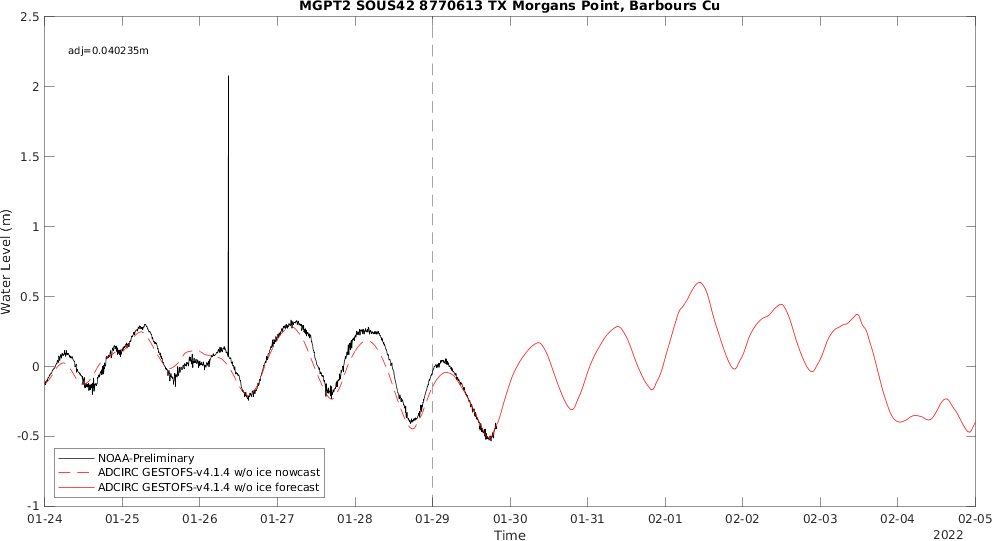 MGPT2 SOUS42 8770613 TX Morgans Point, Barbours Cu
adj=0.040235m
Water Level (m)
2.5
2
1.5
1
0.5
0
-0.5
-1
NOAA-Preliminary
ADCIRC GESTOFS-v4.1.4 w/o ice nowcast
ADCIRC GESTOFS-v4.1.4 w/o ice forecast
01-24 01-25 01-26 01-27 01-28 01-29 01-30 01-31 02-01 02-02 02-03 02-04 02-05
Time
2022